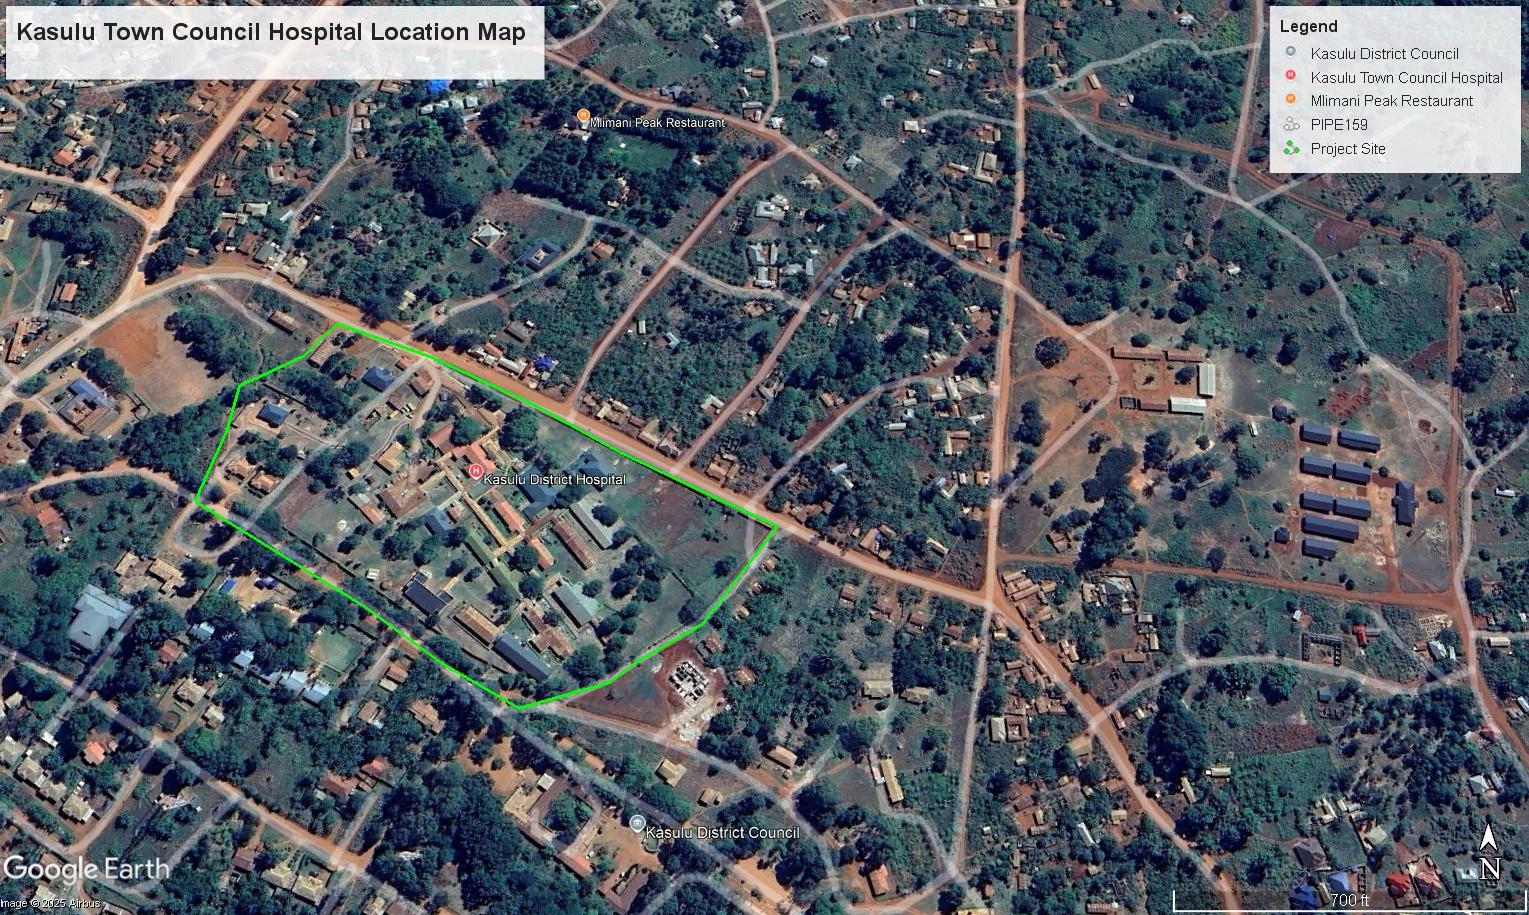 Kasulu Town Council Hospital Location Map
Legend
Kasulu District Council
Kasulu Town Council Hospital
Mlimani Peak Restaurant
PIPE159
Project Site
Mlimani Peak Restaurant
H
Kasulu District Hospital
Kasulu District Council
N
Google Earth
700 ft
Image © 2025 Airbus